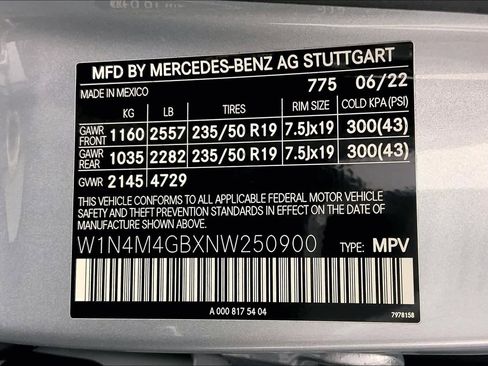 MFD BY MERCEDES-BENZ AG STUTTGART
MADE IN MEXICO 775 06/22
KG LB TIRES RIM SIZE COLD KPA (PSI)
GAWR FRONT 1160 2557 235/50 R19 7.5Jx19 300(43)
GAWR REAR 1035 2282 235/50 R19 7.5Jx19 300(43)
GVWR 2145 4729
THIS VEHICLE CONFORMS TO ALL APPLICABLE FEDERAL MOTOR VEHICLE
SAFETY AND THEFT PREVENTION STANDARDS IN EFFECT ON THE DATE OF
MANUFACTURE SHOWN ABOVE.
W1N4M4GBXNW250900 TYPE: MPV
A 000 817 54 04
7978158